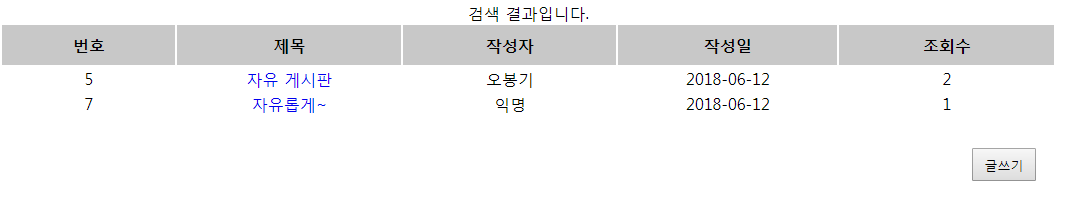 검색 결과입니다.
번호 제목 작성자 작성일 조회수
5 자유 게시판 오봉기 2018-06-12 2
7 자유롭게~ 익명 2018-06-12 1
글쓰기